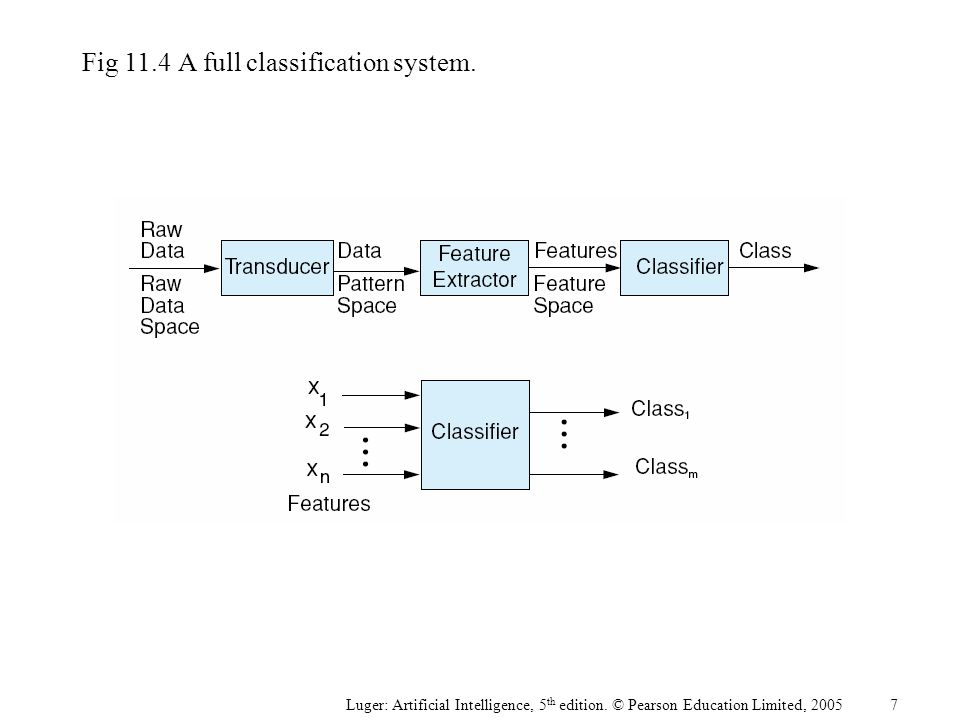 Fig 11.4 A full classification system.
Raw
Data
Raw
Data
Space
Transducer
Data
Pattern
Space
Feature
Extractor
Features
Feature
Space
Classifier
Class
x1
x2
xn
Features
Classifier
Class1
Classm
Luger: Artificial Intelligence, 5th edition. © Pearson Education Limited, 2005 7